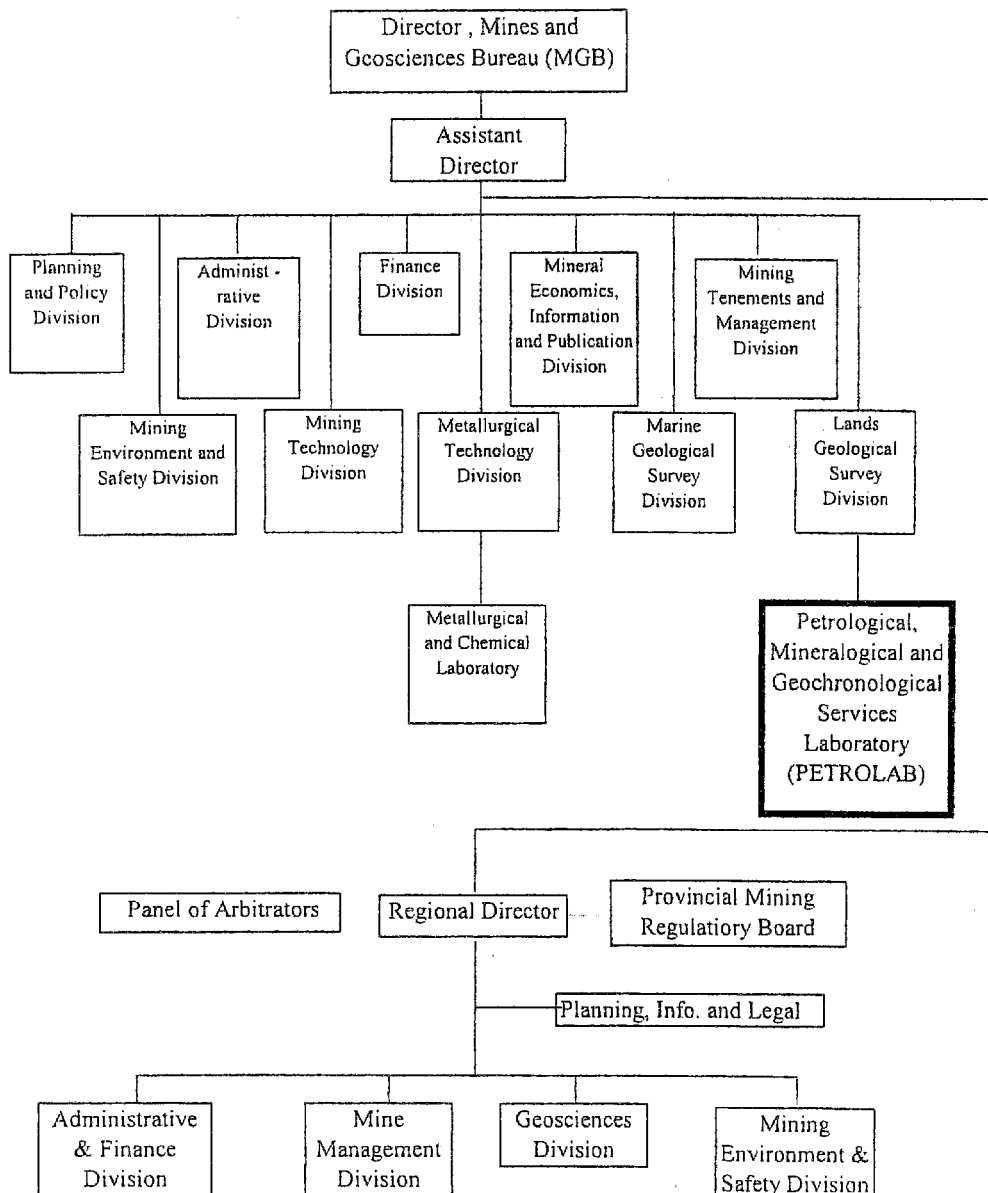 Director , Mines and
Gcosciences Bureau (MGB)
Assistant
Director
Planning
and Policy
Division
Administ -
rative
Division
Finance
Division
Mineral
Economics,
Information
and Publication
Division
Mining
Tenements and
Management
Division
Mining
Environment and
Safety Division
Mining
Technology
Division
Metallurgical
Technology
Division
Marine
Geological
Survey
Division
Lands
Geological
Survey
Division
Metallurgical
and Chemical
Laboratory
Petrological,
Mineralogical and
Geochronological
Services
Laboratory
(PETROLAB)
Panel of Arbitrators
Regional Director
Provincial Mining
Regulatiory Board
Planning, Info. and Legal
Administrative
& Finance
Division
Mine
Management
Division
Geosciences
Division
Mining
Environment &
Safety Division